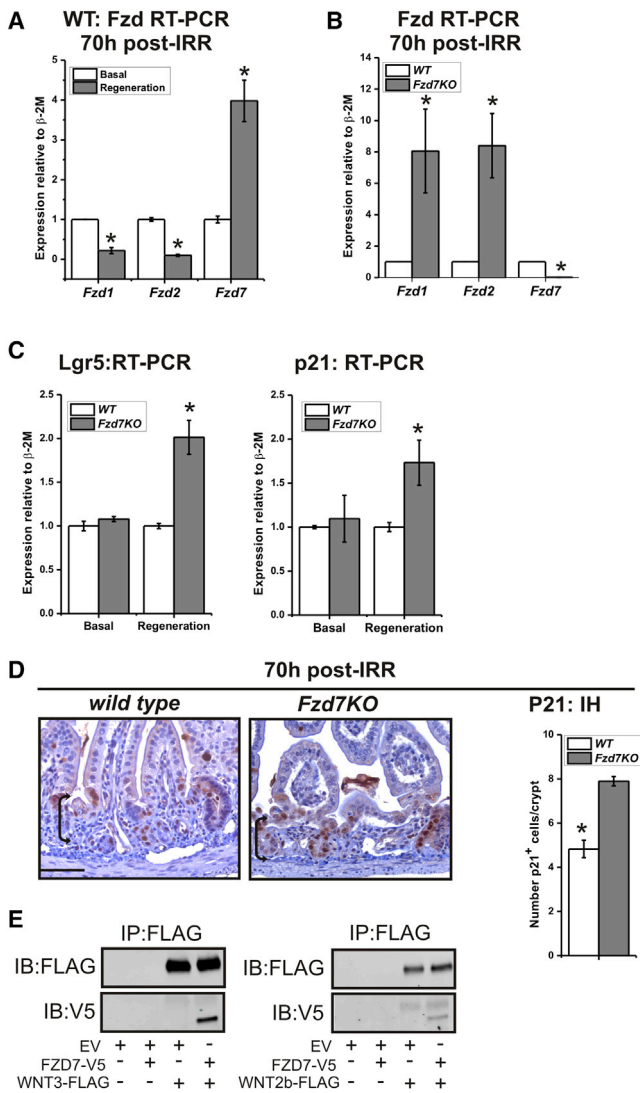 A
WT: Fzd RT-PCR
70h post-IRR
Expression relative to β-2M
5
4
3
2
1
0
Basal
Regeneration
*
*
*
Fzd1
Fzd2
Fzd7
B
Fzd RT-PCR
70h post-IRR
Expression relative to β-2M
14
12
10
8
6
4
2
0
WT
Fzd7KO
*
*
*
Fzd1
Fzd2
Fzd7
C
Lgr5:RT-PCR
Expression relative to β-2M
2.5
2.0
1.5
1.0
0.5
0.0
WT
Fzd7KO
*
Basal
Regeneration
p21: RT-PCR
Expression relative to β-2M
2.5
2.0
1.5
1.0
0.5
0.0
WT
Fzd7KO
*
Basal
Regeneration
D
70h post-IRR
wild type
Fzd7KO
P21: IH
Number p21+ cells/crypt
10
8
6
4
2
0
WT
Fzd7KO
*
E
IP:FLAG
IB:FLAG
IB:V5
EV + + + -
FZD7-V5 - + - +
WNT3-FLAG - - + +
IP:FLAG
IB:FLAG
IB:V5
EV + + + -
FZD7-V5 - + - +
WNT2b-FLAG - - + +